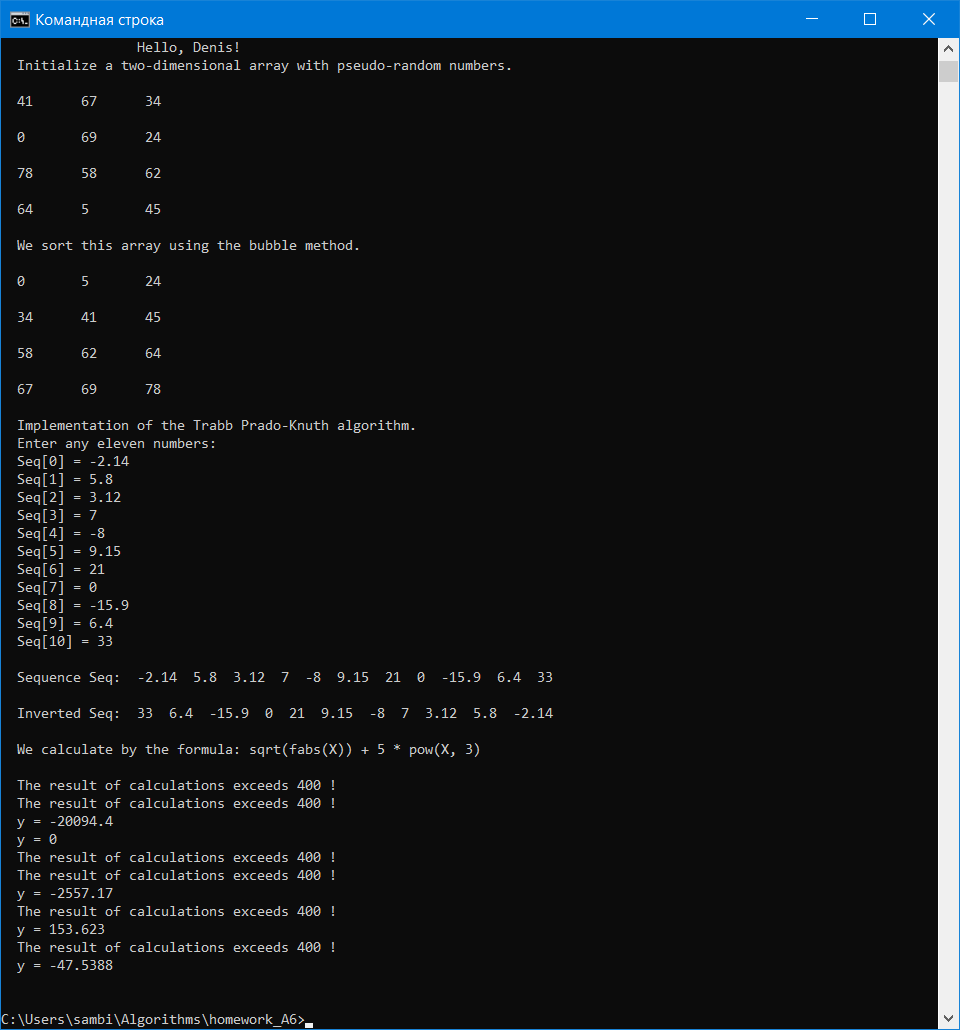 Командная строка
Hello, Denis!
Initialize a two-dimensional array with pseudo-random numbers.
41 67 34
0 69 24
78 58 62
64 5 45
We sort this array using the bubble method.
0 5 24
34 41 45
58 62 64
67 69 78
Implementation of the Trabb Prado-Knuth algorithm.
Enter any eleven numbers:
Seq[0] = -2.14
Seq[1] = 5.8
Seq[2] = 3.12
Seq[3] = 7
Seq[4] = -8
Seq[5] = 9.15
Seq[6] = 21
Seq[7] = 0
Seq[8] = -15.9
Seq[9] = 6.4
Seq[10] = 33
Sequence Seq: -2.14 5.8 3.12 7 -8 9.15 21 0 -15.9 6.4 33
Inverted Seq: 33 6.4 -15.9 0 21 9.15 -8 7 3.12 5.8 -2.14
We calculate by the formula: sqrt(fabs(X)) + 5 * pow(X, 3)
The result of calculations exceeds 400 !
The result of calculations exceeds 400 !
y = -20094.4
y = 0
The result of calculations exceeds 400 !
The result of calculations exceeds 400 !
y = -2557.17
The result of calculations exceeds 400 !
y = 153.623
The result of calculations exceeds 400 !
y = -47.5388
C:\Users\sambi\Algorithms\homework_A6>